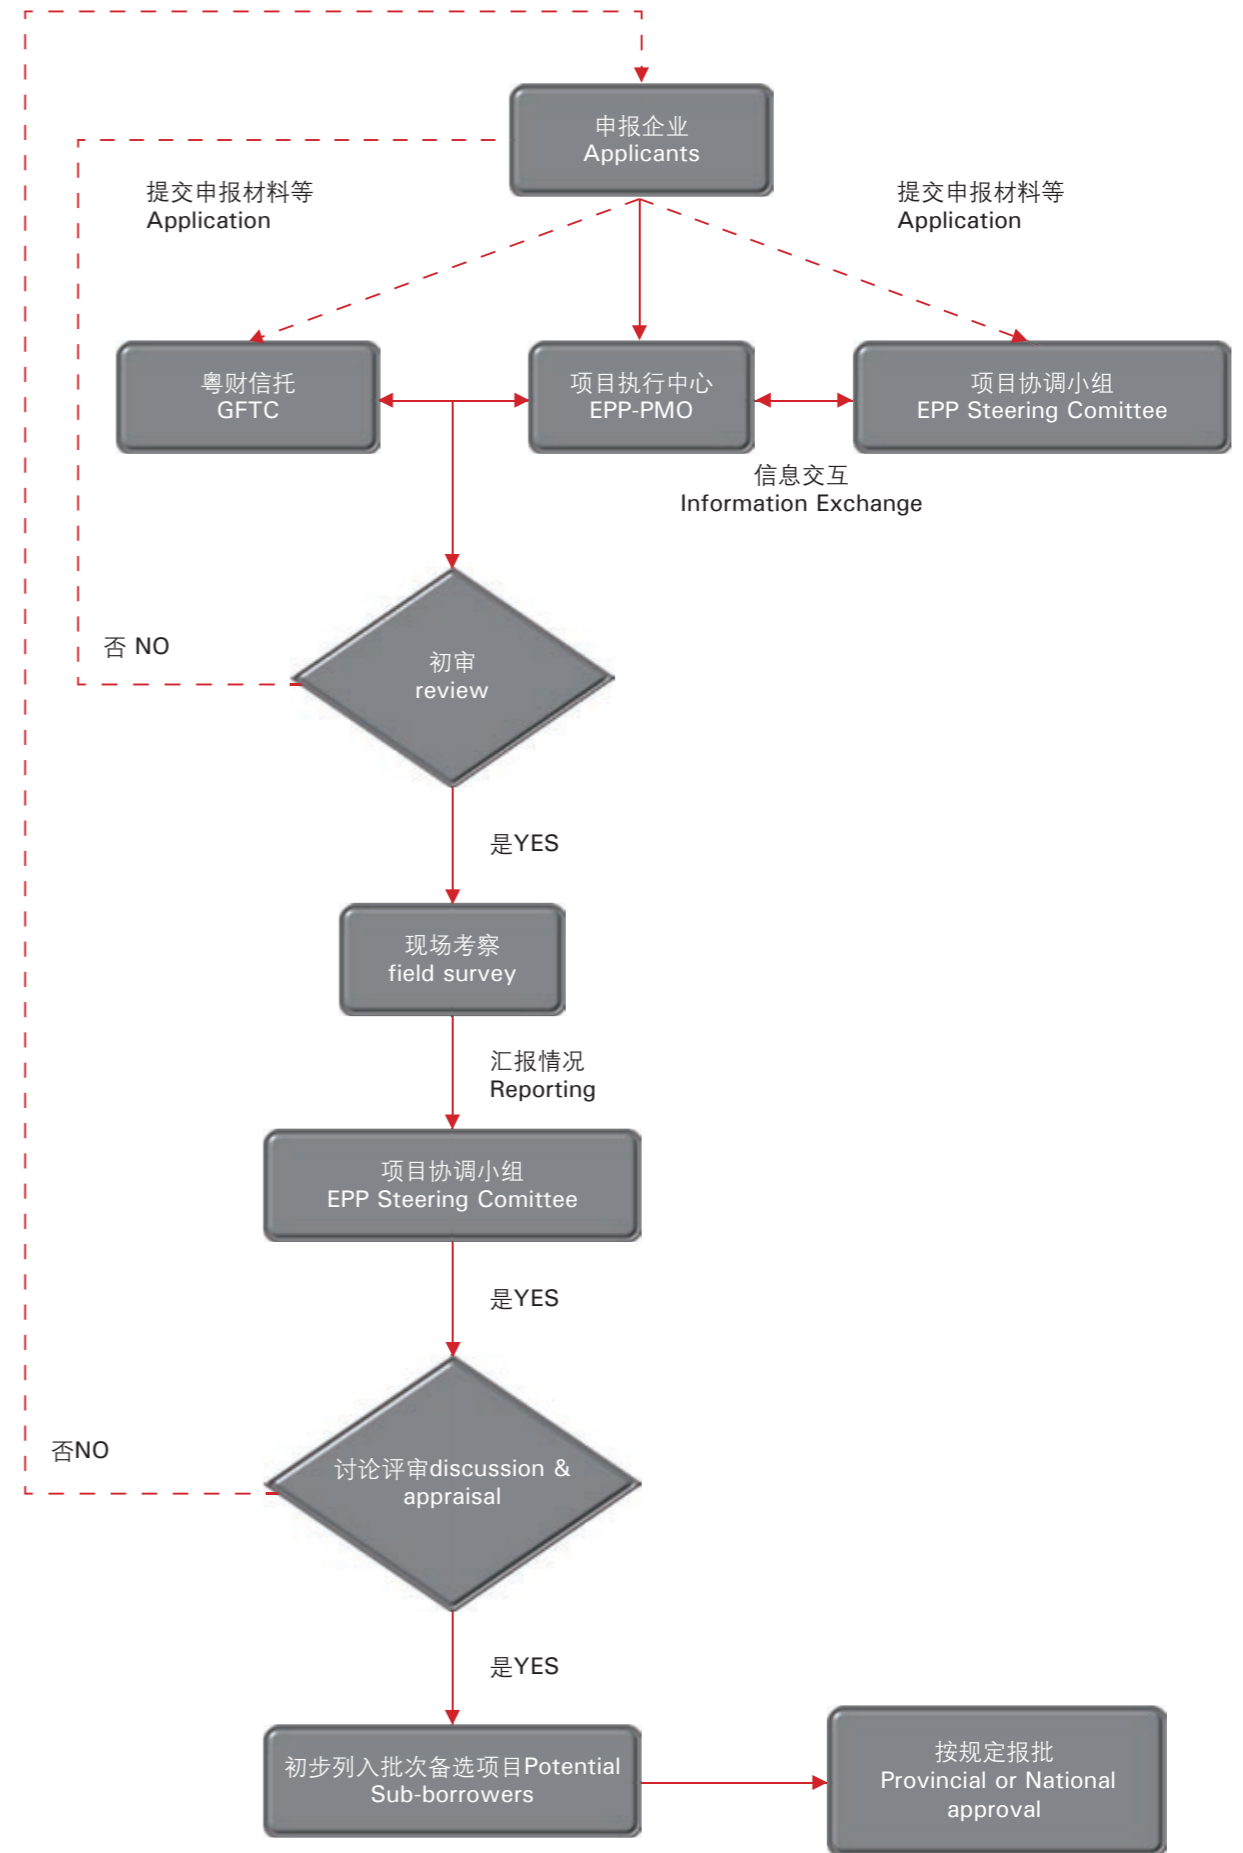 申报企业
Applicants
提交申报材料等
Application
提交申报材料等
Application
粤财信托
GFTC
项目执行中心
EPP-PMO
项目协调小组
EPP Steering Comittee
信息交互
Information Exchange
否 NO
初审
review
是YES
现场考察
field survey
汇报情况
Reporting
项目协调小组
EPP Steering Comittee
是YES
否NO
讨论评审discussion &
appraisal
是YES
初步列入批次备选项目Potential
Sub-borrowers
按规定报批
Provincial or National
approval